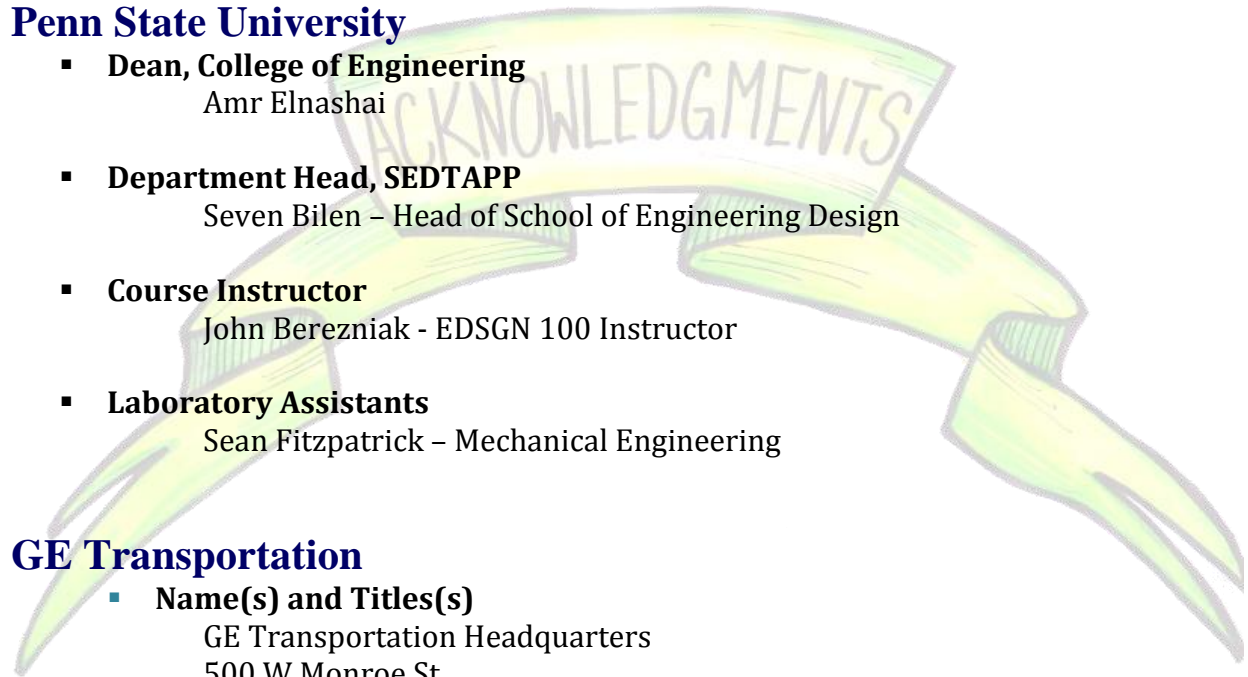 ACKNOWLEDGMENTS
Penn State University
▪ Dean, College of Engineering
Amr Elnashai
▪ Department Head, SEDTAPP
Seven Bilen – Head of School of Engineering Design
▪ Course Instructor
John Berezniak - EDSGN 100 Instructor
▪ Laboratory Assistants
Sean Fitzpatrick – Mechanical Engineering
GE Transportation
▪ Name(s) and Titles(s)
GE Transportation Headquarters
500 W Monroe St